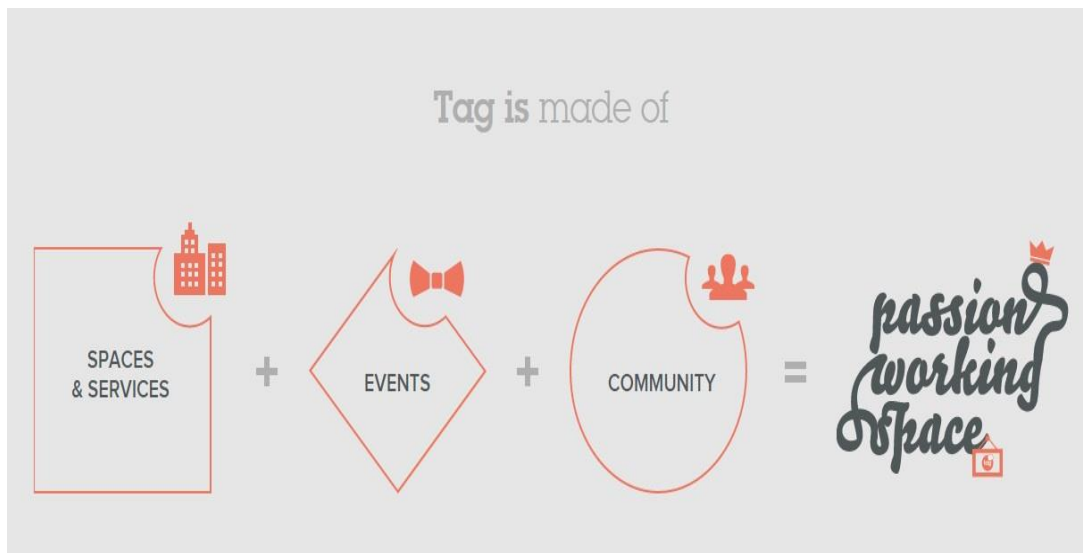 Tag is made of
SPACES
& SERVICES
+
EVENTS
+
COMMUNITY
=
passion
working
space